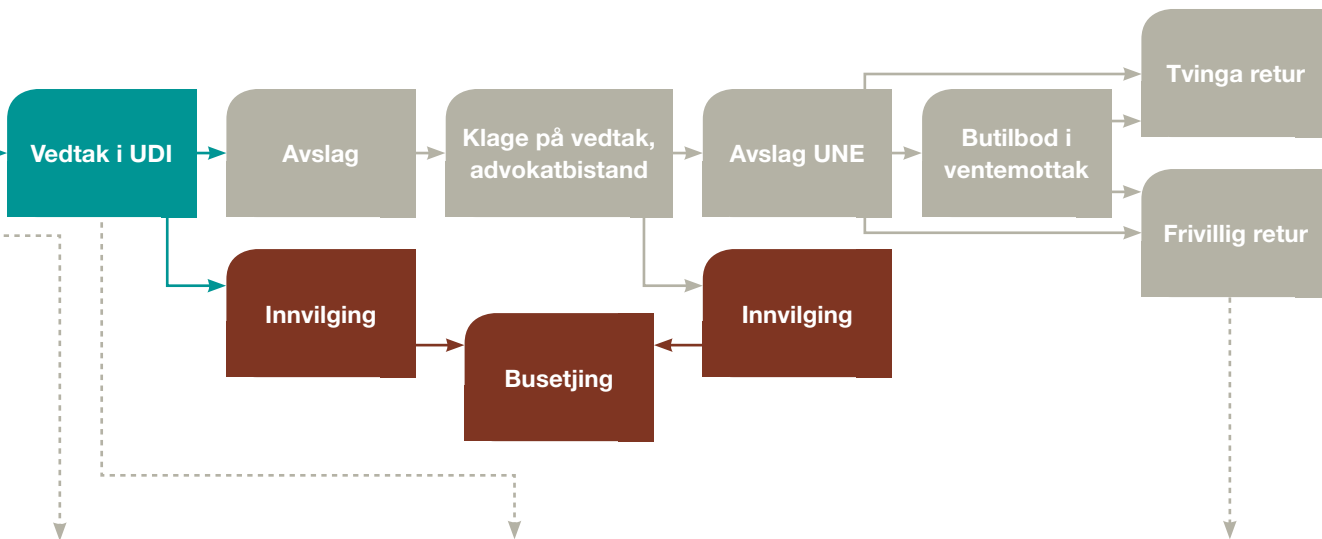 Tvinga retur
Vedtak i UDI
Avslag
Klage på vedtak,
advokatbistand
Avslag UNE
Butilbod i
ventemottak
Frivillig retur
Innvilging
Innvilging
Busetjing